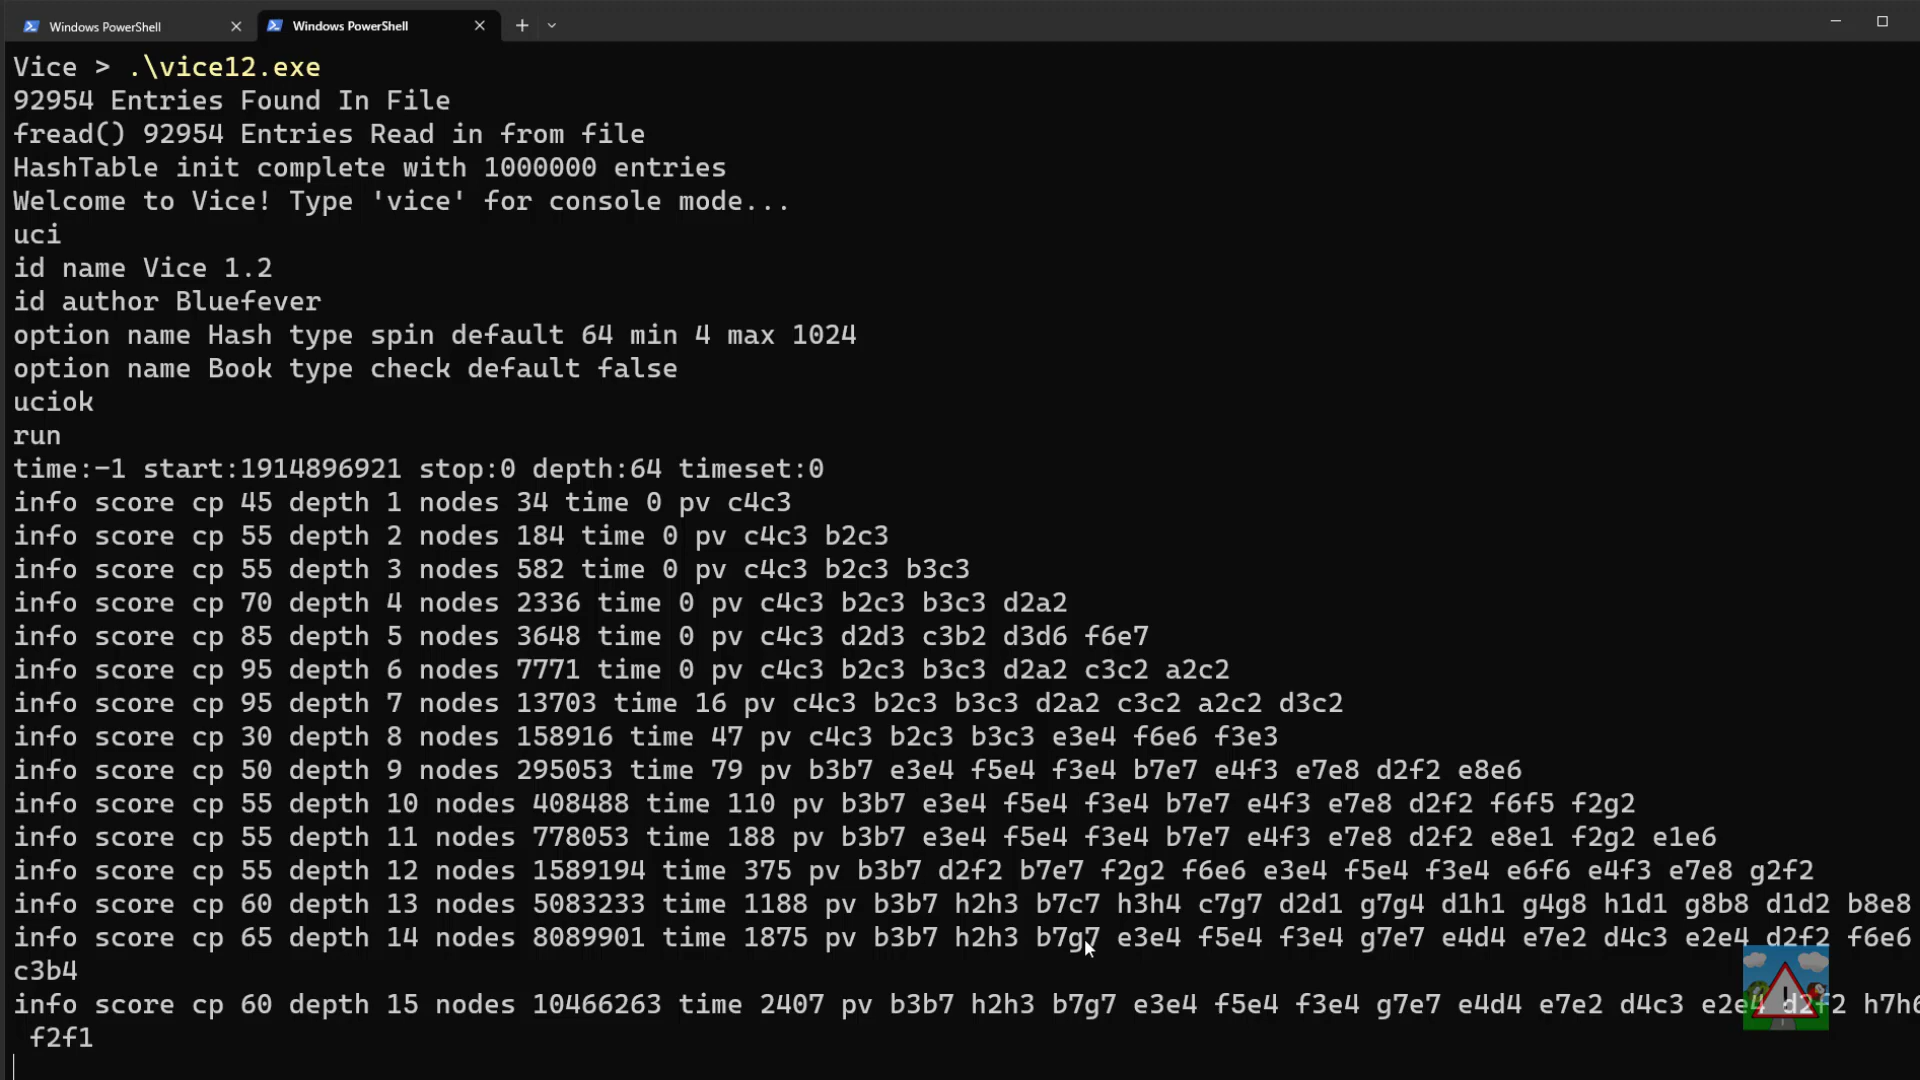 Windows PowerShell
Windows PowerShell
Vice > .\vice12.exe
92954 Entries Found In File
fread() 92954 Entries Read in from file
HashTable init complete with 1000000 entries
Welcome to Vice! Type 'vice' for console mode...
uci
id name Vice 1.2
id author Bluefever
option name Hash type spin default 64 min 4 max 1024
option name Book type check default false
uciok
run
time:-1 start:1914896921 stop:0 depth:64 timeset:0
info score cp 45 depth 1 nodes 34 time 0 pv c4c3
info score cp 55 depth 2 nodes 184 time 0 pv c4c3 b2c3
info score cp 55 depth 3 nodes 582 time 0 pv c4c3 b2c3 b3c3
info score cp 70 depth 4 nodes 2336 time 0 pv c4c3 b2c3 b3c3 d2a2
info score cp 85 depth 5 nodes 3648 time 0 pv c4c3 d2d3 c3b2 d3d6 f6e7
info score cp 95 depth 6 nodes 7771 time 0 pv c4c3 b2c3 b3c3 d2a2 c3c2 a2c2
info score cp 95 depth 7 nodes 13703 time 16 pv c4c3 b2c3 b3c3 d2a2 c3c2 a2c2 d3c2
info score cp 30 depth 8 nodes 158916 time 47 pv c4c3 b2c3 b3c3 e3e4 f6e6 f3e3
info score cp 50 depth 9 nodes 295053 time 79 pv b3b7 e3e4 f5e4 f3e4 b7e7 e4f3 e7e8 d2f2 e8e6
info score cp 55 depth 10 nodes 408488 time 110 pv b3b7 e3e4 f5e4 f3e4 b7e7 e4f3 e7e8 d2f2 f6f5 f2g2
info score cp 55 depth 11 nodes 778053 time 188 pv b3b7 e3e4 f5e4 f3e4 b7e7 e4f3 e7e8 d2f2 e8e1 f2g2 e1e6
info score cp 55 depth 12 nodes 1589194 time 375 pv b3b7 d2f2 b7e7 f2g2 f6e6 e3e4 f5e4 f3e4 e6f6 e4f3 e7e8 g2f2
info score cp 60 depth 13 nodes 5083233 time 1188 pv b3b7 h2h3 b7c7 h3h4 c7g7 d2d1 g7g4 d1h1 g4g8 h1d1 g8b8 d1d2 b8e8
info score cp 65 depth 14 nodes 8089901 time 1875 pv b3b7 h2h3 b7g7 e3e4 f5e4 f3e4 g7e7 e4d4 e7e2 d4c3 e2e4 d2f2 f6e6
c3b4
info score cp 60 depth 15 nodes 10466263 time 2407 pv b3b7 h2h3 b7g7 e3e4 f5e4 f3e4 g7e7 e4d4 e7e2 d4c3 e2e4 d2f2 h7h6
f2f1